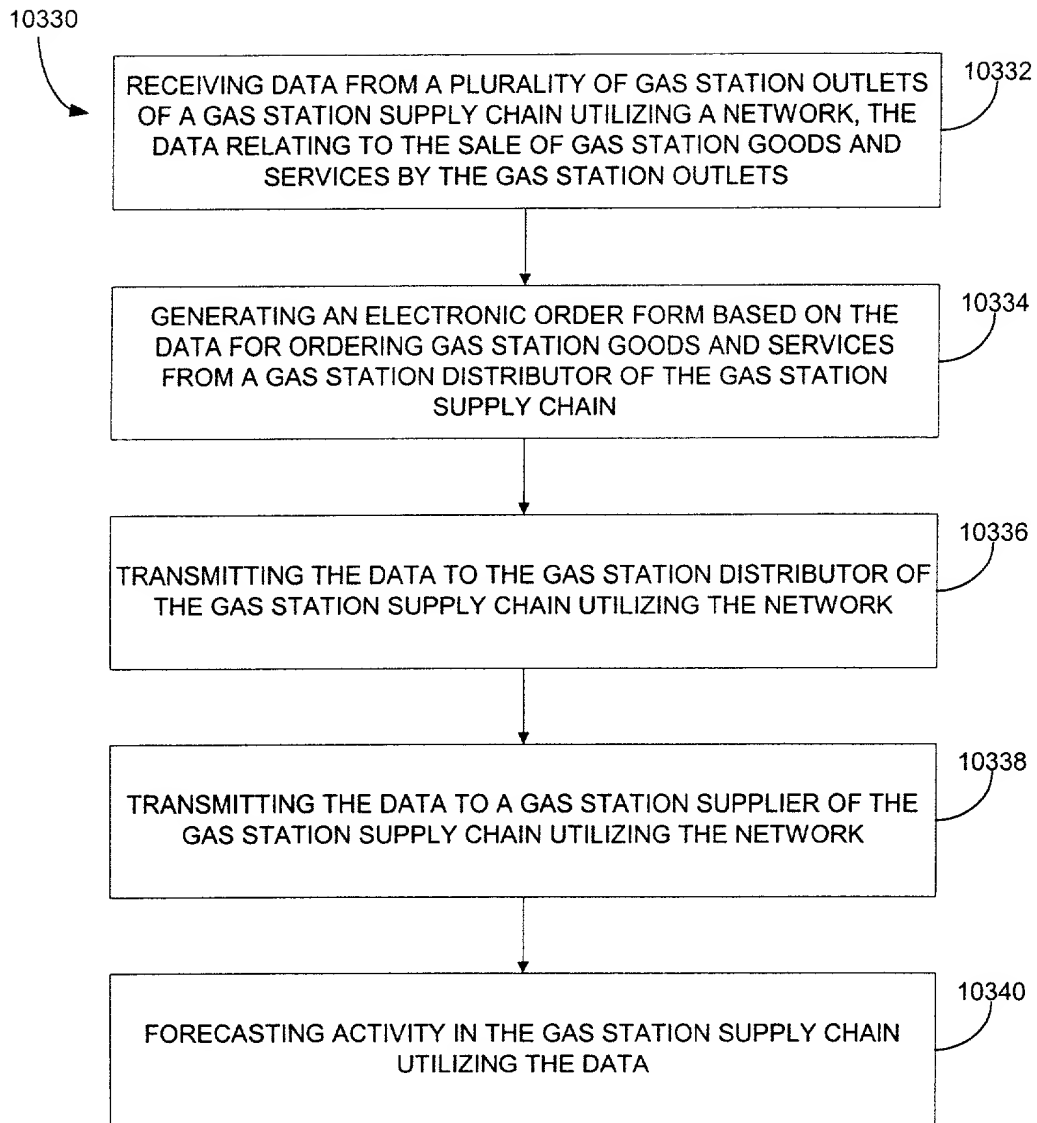 10330
RECEIVING DATA FROM A PLURALITY OF GAS STATION OUTLETS
OF A GAS STATION SUPPLY CHAIN UTILIZING A NETWORK, THE
DATA RELATING TO THE SALE OF GAS STATION GOODS AND
SERVICES BY THE GAS STATION OUTLETS
10332
GENERATING AN ELECTRONIC ORDER FORM BASED ON THE
DATA FOR ORDERING GAS STATION GOODS AND SERVICES
FROM A GAS STATION DISTRIBUTOR OF THE GAS STATION
SUPPLY CHAIN
10334
TRANSMITTING THE DATA TO THE GAS STATION DISTRIBUTOR OF
THE GAS STATION SUPPLY CHAIN UTILIZING THE NETWORK
10336
TRANSMITTING THE DATA TO A GAS STATION SUPPLIER OF THE
GAS STATION SUPPLY CHAIN UTILIZING THE NETWORK
10338
FORECASTING ACTIVITY IN THE GAS STATION SUPPLY CHAIN
UTILIZING THE DATA
10340